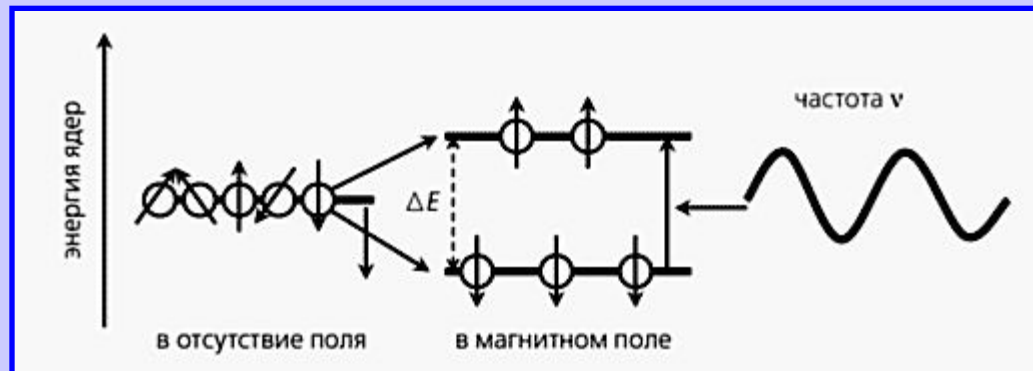 энергия ядер
частота ν
ΔE
в отсутствие поля
в магнитном поле